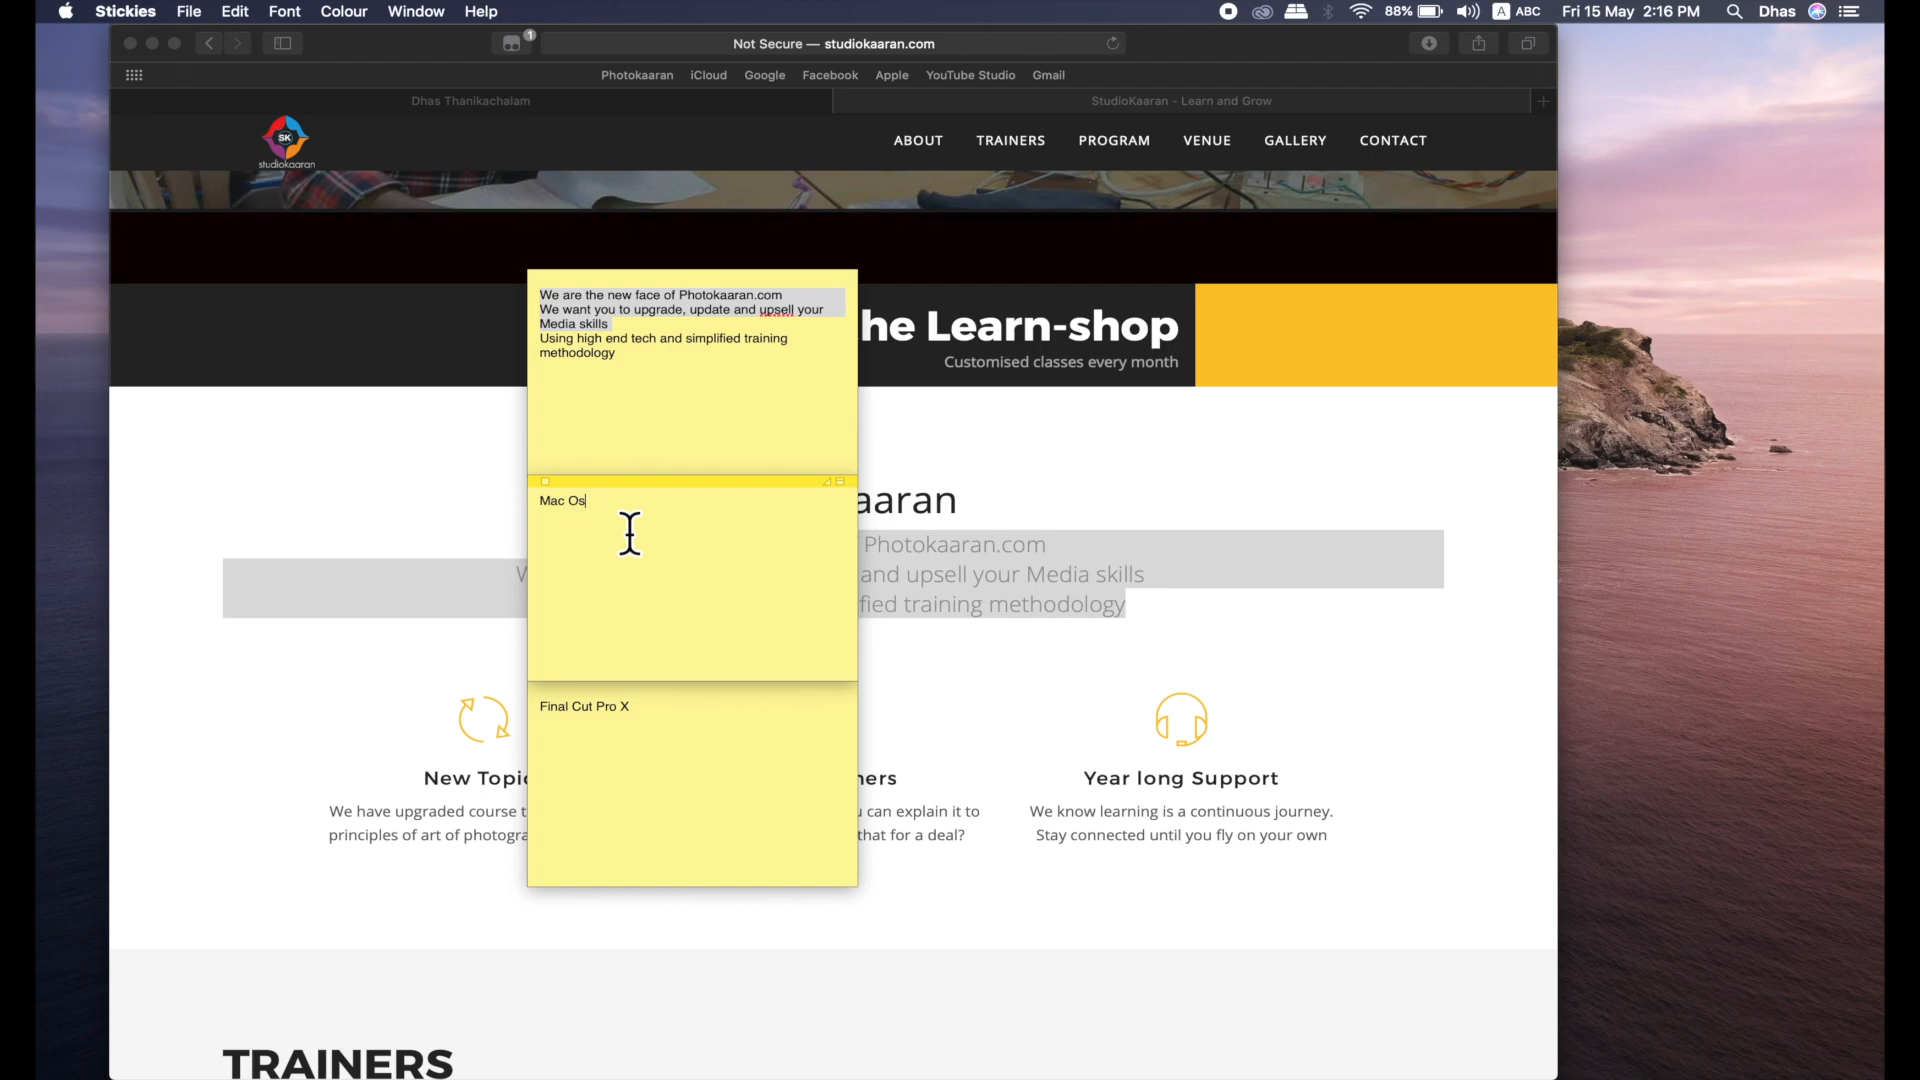 Stickies File Edit Font Colour Window Help
88% A ABC Fri 15 May 2:16 PM Dhas
1
Not Secure — studiokaaran.com
Photokaaran iCloud Google Facebook Apple YouTube Studio Gmail
Dhas Thanikachalam
StudioKaaran - Learn and Grow
SK
studiokaaran
ABOUT TRAINERS PROGRAM VENUE GALLERY CONTACT
We are the new face of Photokaaran.com
We want you to upgrade, update and upsell your
Media skills
Using high end tech and simplified training
methodology
he Learn-shop
Customised classes every month
Mac Os
aaran
Photokaaran.com
and upsell your Media skills
fied training methodology
Final Cut Pro X
New Topic
We have upgraded course t
principles of art of photogra
ners
u can explain it to
that for a deal?
Year long Support
We know learning is a continuous journey.
Stay connected until you fly on your own
TRAINERS